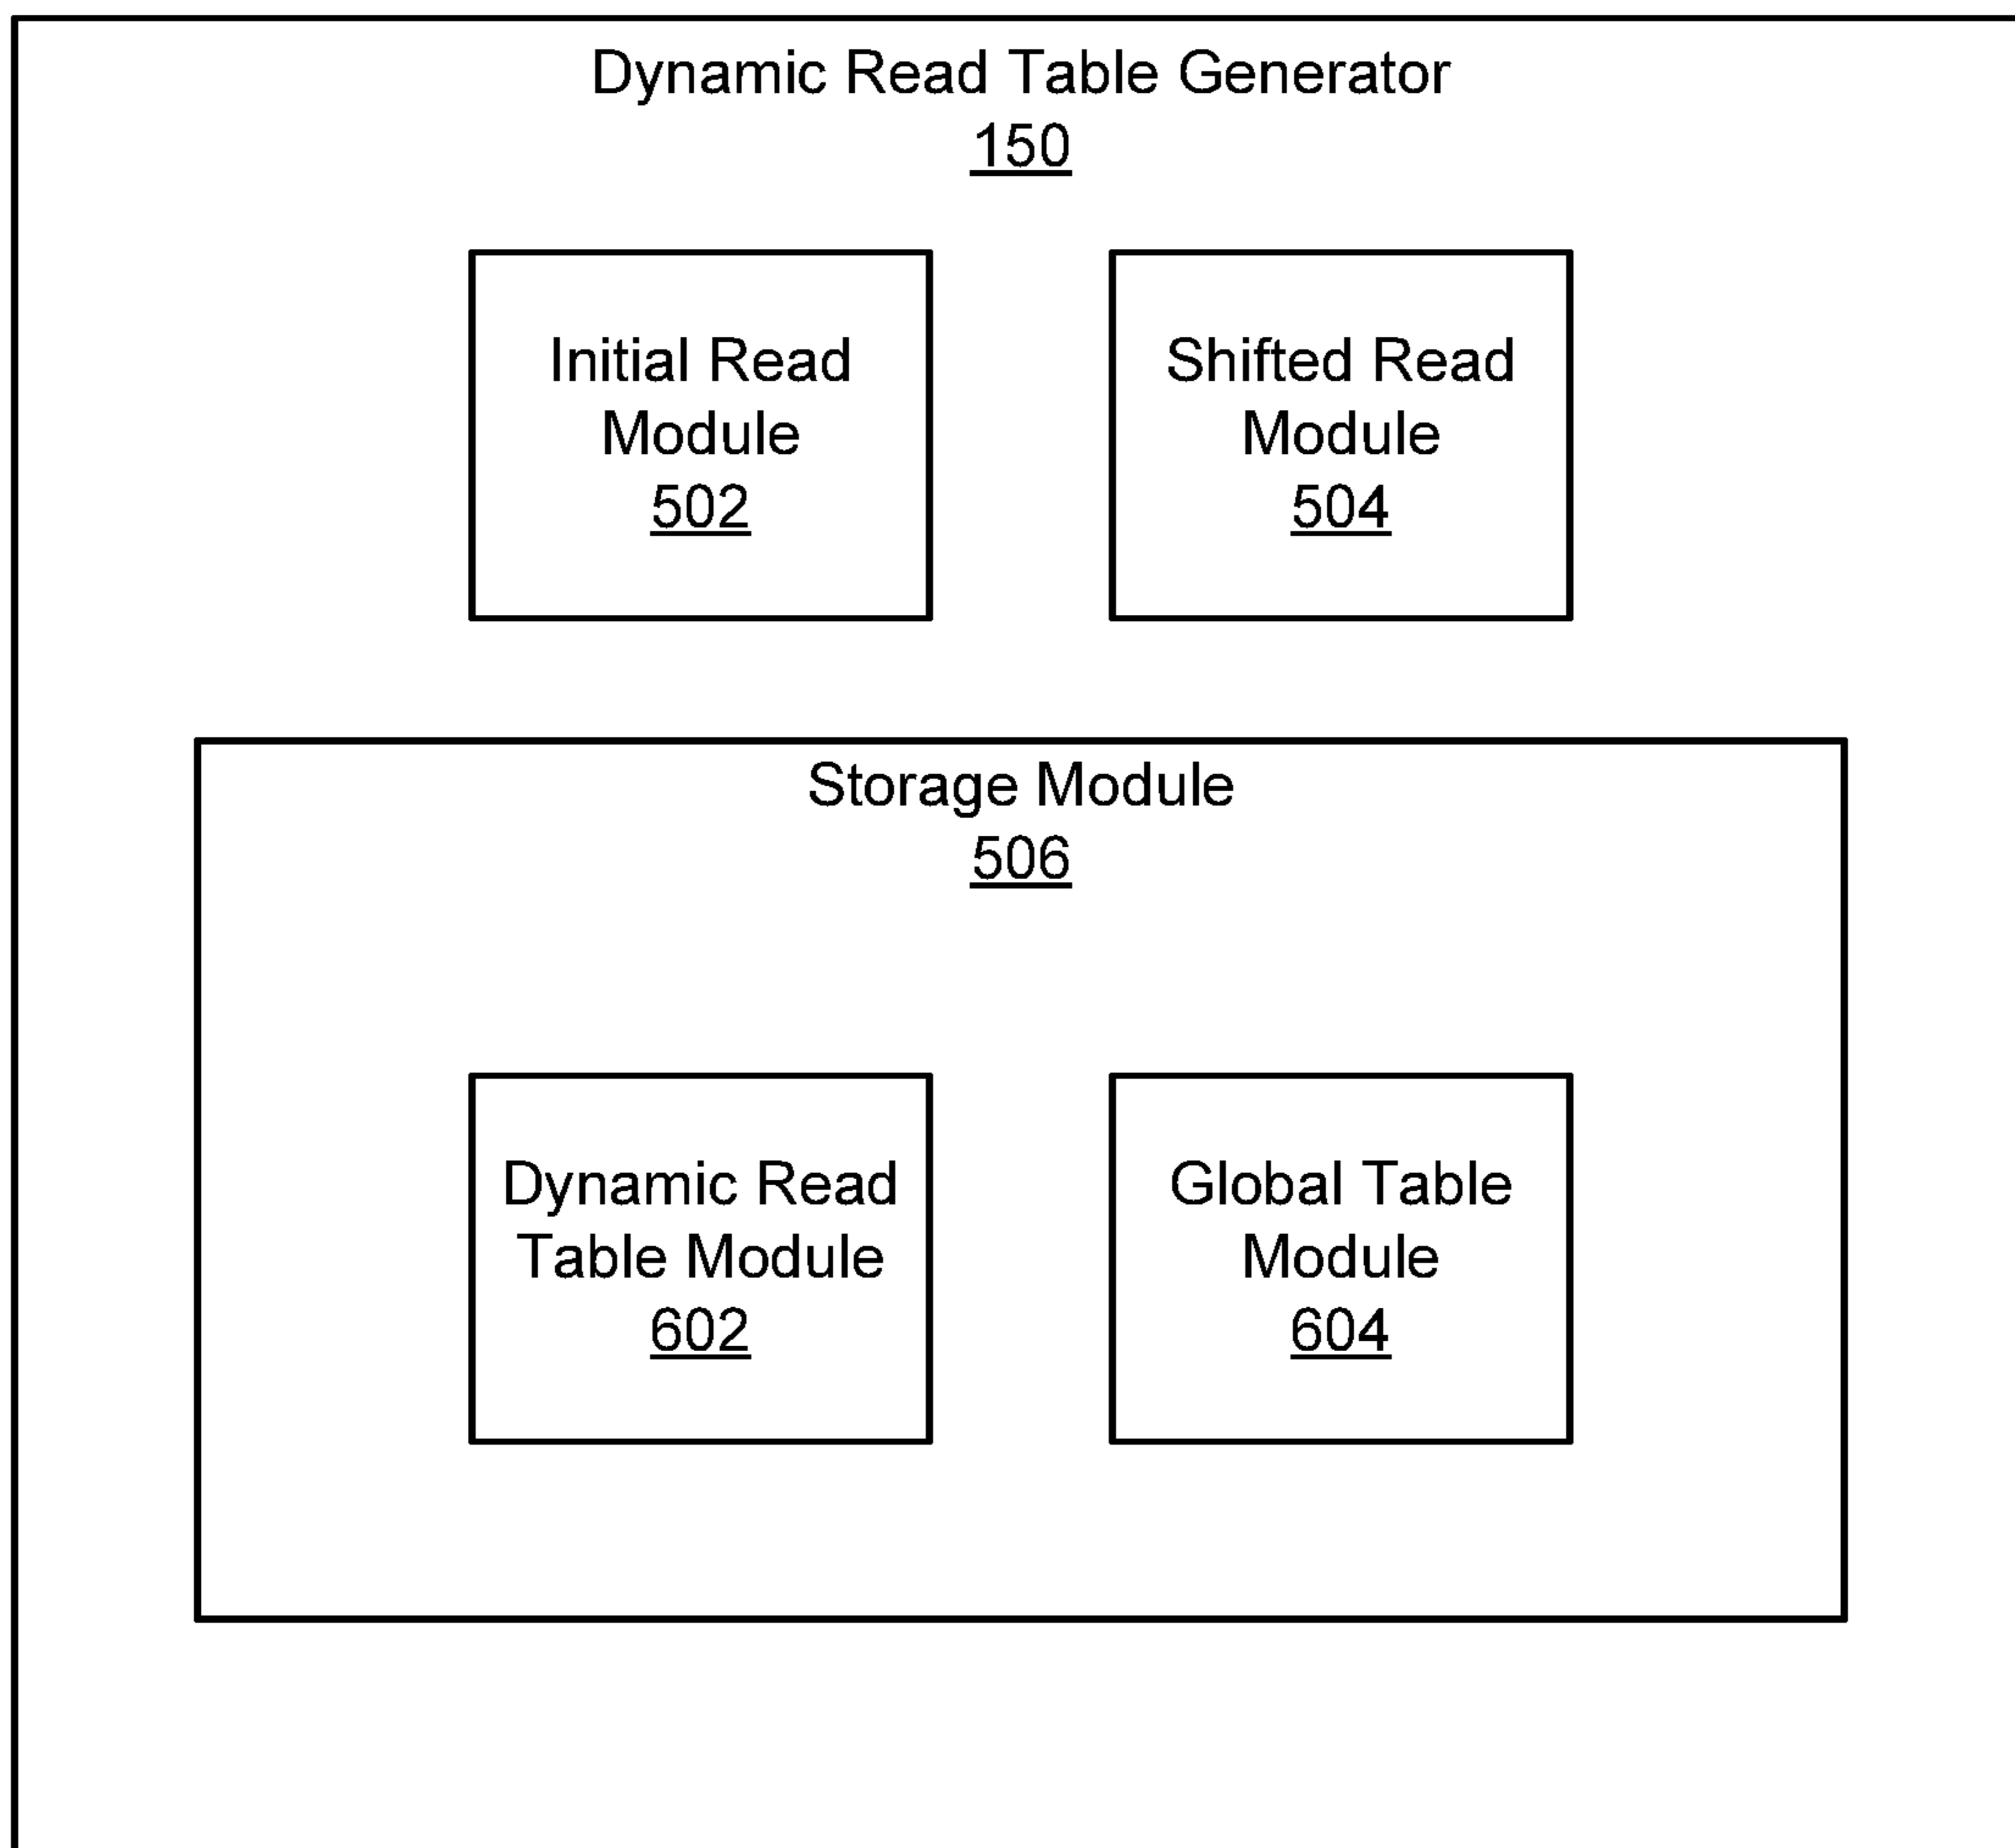 Dynamic Read Table Generator
150
Initial Read
Module
502
Shifted Read
Module
504
Storage Module
506
Dynamic Read
Table Module
602
Global Table
Module
604